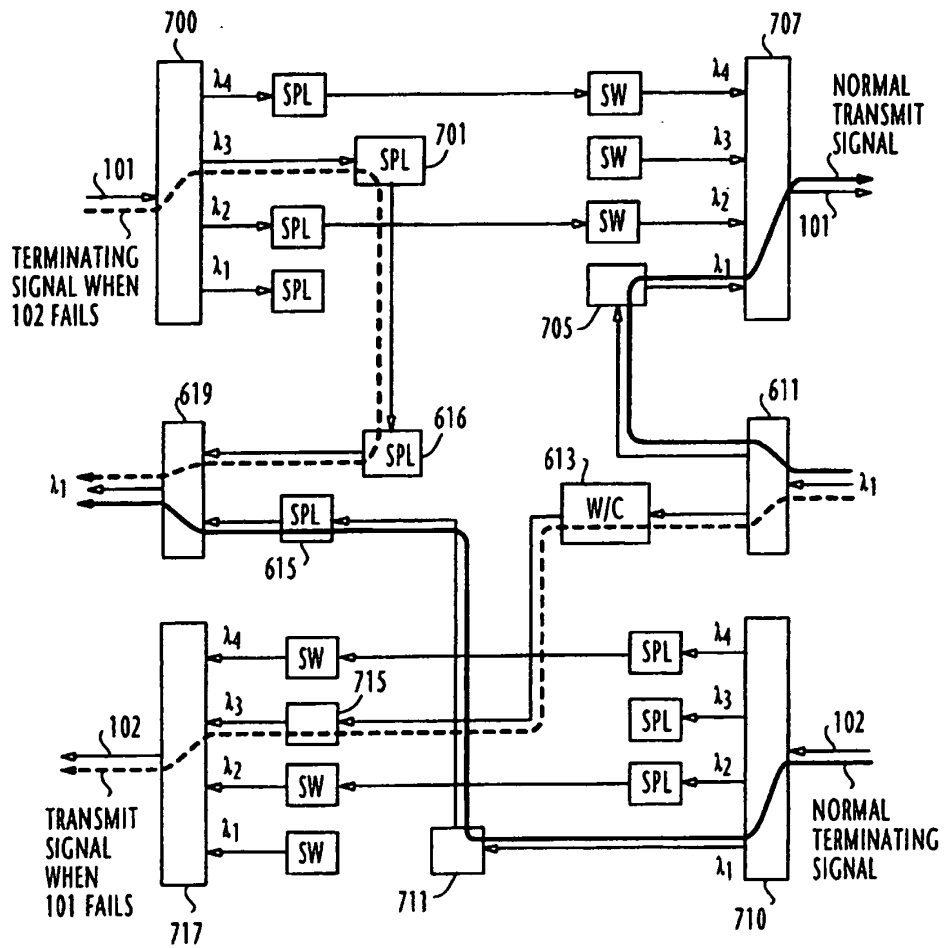 700
707
λ4
SPL
SW
λ4
NORMAL
TRANSMIT
SIGNAL
701
λ3
SPL
SW
λ3
101
λ2
SPL
SW
λ2
101
TERMINATING
SIGNAL WHEN
102 FAILS
λ1
SPL
λ1
705
619
611
616
SPL
613
λ1
λ1
W/C
SPL
615
λ4
SW
SPL
λ4
715
λ3
SPL
λ3
102
102
λ2
SW
SPL
λ2
TRANSMIT
SIGNAL
WHEN
101 FAILS
λ1
SW
NORMAL
TERMINATING
SIGNAL
λ1
711
717
710